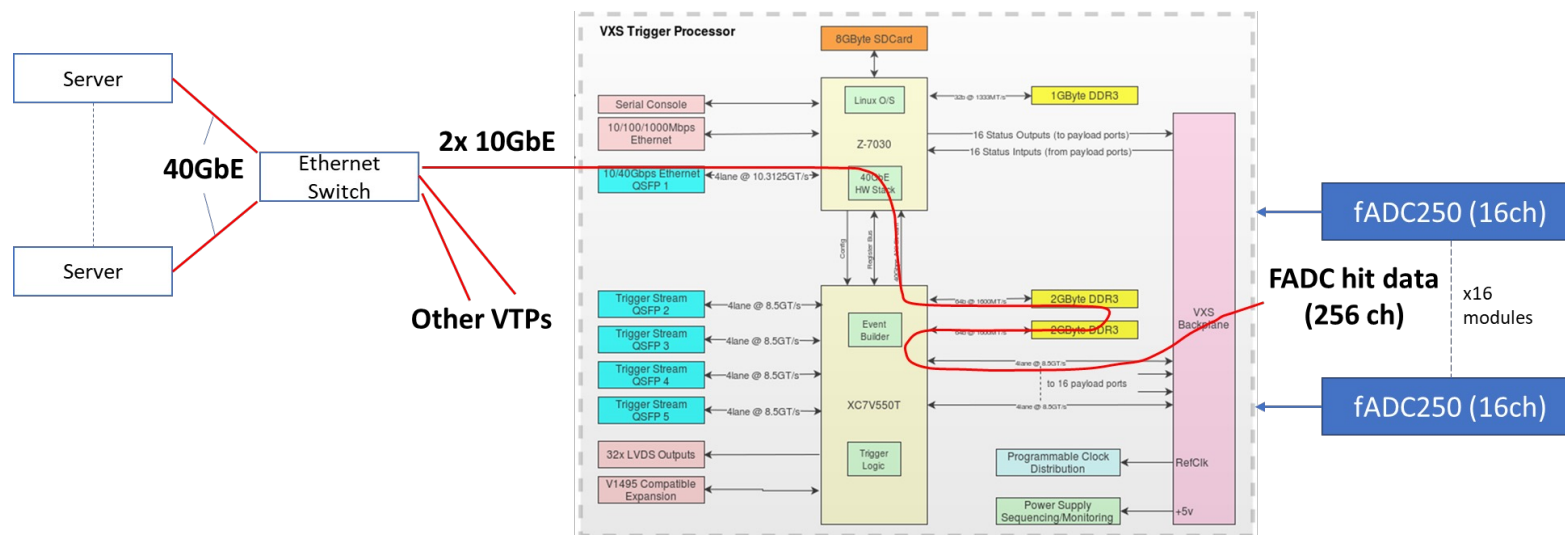 VXS Trigger Processor
8GByte SDCard
Server
Linux O/S
32b @ 1333MT/s
1GByte DDR3
Serial Console
10/100/1000Mbps
Ethernet
2x 10GbE
16 Status Outputs (to payload ports)
Z-7030
16 Status Intputs (from payload ports)
40GbE
Ethernet
Switch
10/40Gbps Ethernet
QSFP 1
4lane @ 10.3125GT/s
40GbE
HW Stack
fADC250 (16ch)
Config
Register Bus
Server
FADC hit data
(256 ch)
x16
modules
Other VTPs
Trigger Stream
QSFP 2
4lane @ 8.5GT/s
64b @ 1600MT/s
2GByte DDR3
Event
Builder
2GByte DDR3
VXS
Backplane
Trigger Stream
QSFP 3
4lane @ 8.5GT/s
4lane @ 8.5GT/s
Trigger Stream
QSFP 4
4lane @ 8.5GT/s
to 16 payload ports
Trigger Stream
QSFP 5
4lane @ 8.5GT/s
XC7V550T
4lane @ 8.5GT/s
fADC250 (16ch)
32x LVDS Outputs
Trigger
Logic
Programmable Clock
Distribution
RefClk
V1495 Compatible
Expansion
Power Supply
Sequencing/Monitoring
+5v